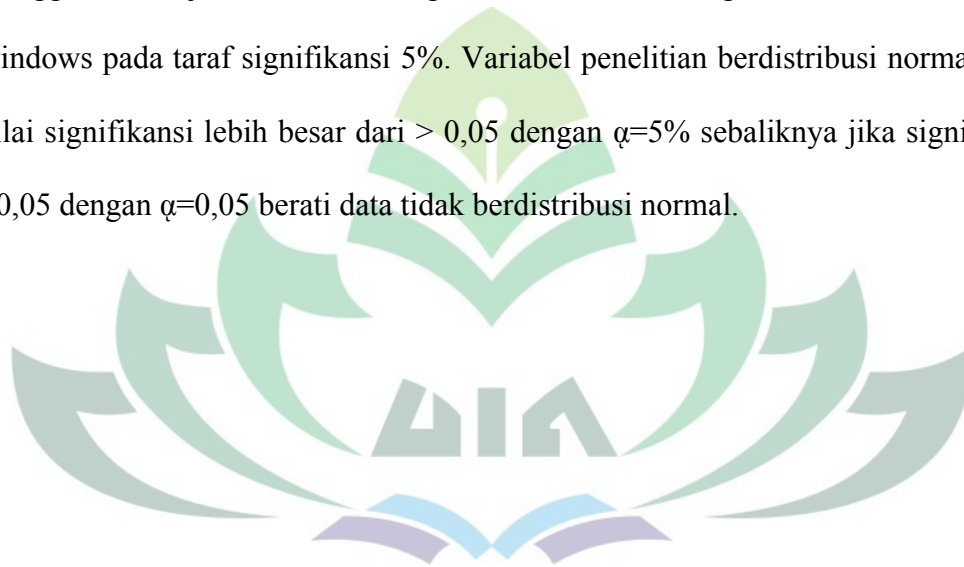 indows pada taraf signifikansi 5%. Variabel penelitian berdistribusi norma
lai signifikansi lebih besar dari > 0,05 dengan α=5% sebaliknya jika signi
0,05 dengan α=0,05 berati data tidak berdistribusi normal.
UIN